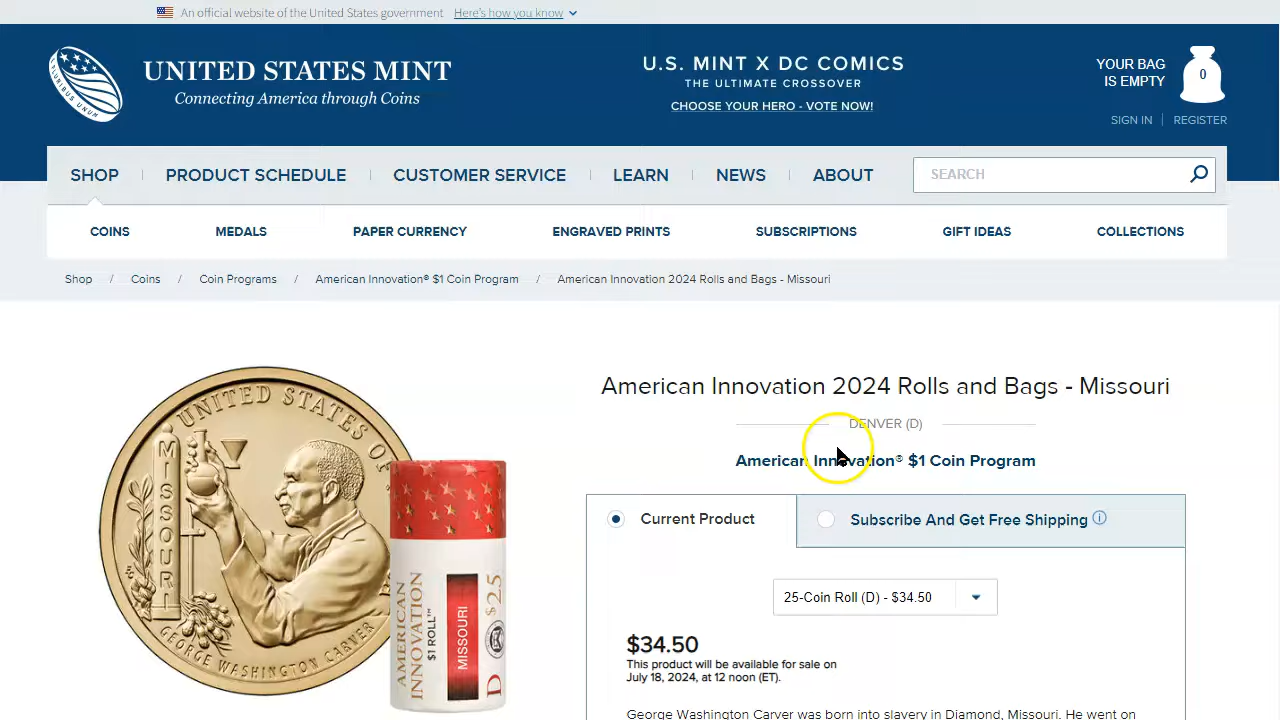 An official website of the United States government Here's how you know
UNITED STATES MINT
Connecting America through Coins
E PLURIBUS UNUM
U.S. MINT X DC COMICS
THE ULTIMATE CROSSOVER
CHOOSE YOUR HERO - VOTE NOW!
YOUR BAG
IS EMPTY
0
SIGN IN | REGISTER
SHOP PRODUCT SCHEDULE CUSTOMER SERVICE LEARN NEWS ABOUT SEARCH
COINS MEDALS PAPER CURRENCY ENGRAVED PRINTS SUBSCRIPTIONS GIFT IDEAS COLLECTIONS
Shop / Coins / Coin Programs / American Innovation® $1 Coin Program / American Innovation 2024 Rolls and Bags - Missouri
UNITED STATES OF
MISSOURI
GEORGE WASHINGTON CARVER
AMERICAN
INNOVATION
$1 ROLL™
MISSOURI
D $25
American Innovation 2024 Rolls and Bags - Missouri
DENVER (D)
American Innovation® $1 Coin Program
Current Product
Subscribe And Get Free Shipping
25-Coin Roll (D) - $34.50
$34.50
This product will be available for sale on
July 18, 2024, at 12 noon (ET).
George Washington Carver was born into slavery in Diamond, Missouri. He went on